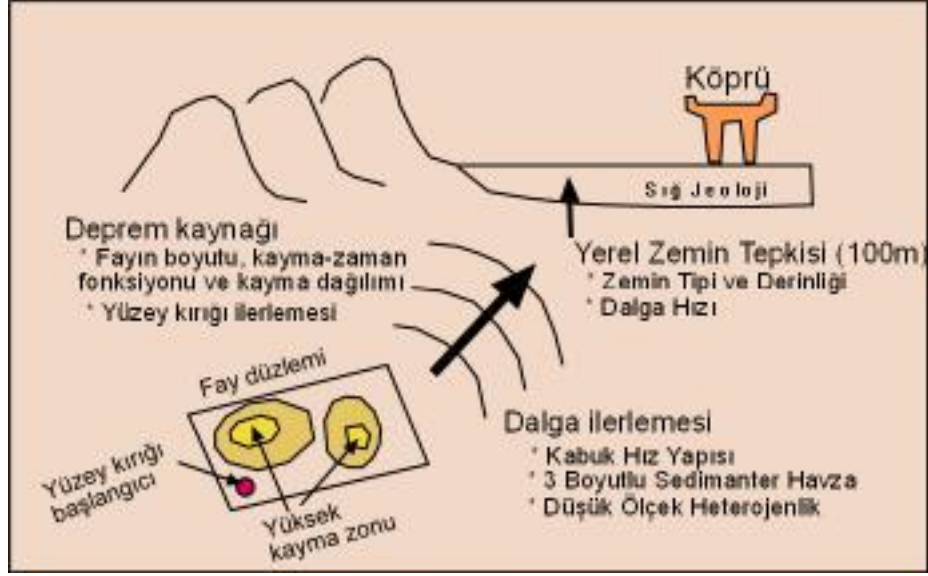 Köprü
Sığ Jeoloji
Deprem kaynağı
* Fayın boyutu, kayma-zaman
fonksiyonu ve kayma dağılımı
* Yüzey kırığı ilerlemesi
Yerel Zemin Tepkisi (100m)
* Zemin Tipi ve Derinliği
* Dalga Hızı
Fay düzlemi
Yüzey kırığı
başlangıcı
Yüksek
kayma zonu
Dalga ilerlemesi
* Kabuk Hız Yapısı
* 3 Boyutlu Sedimanter Havza
* Düşük Ölçek Heterojenlik